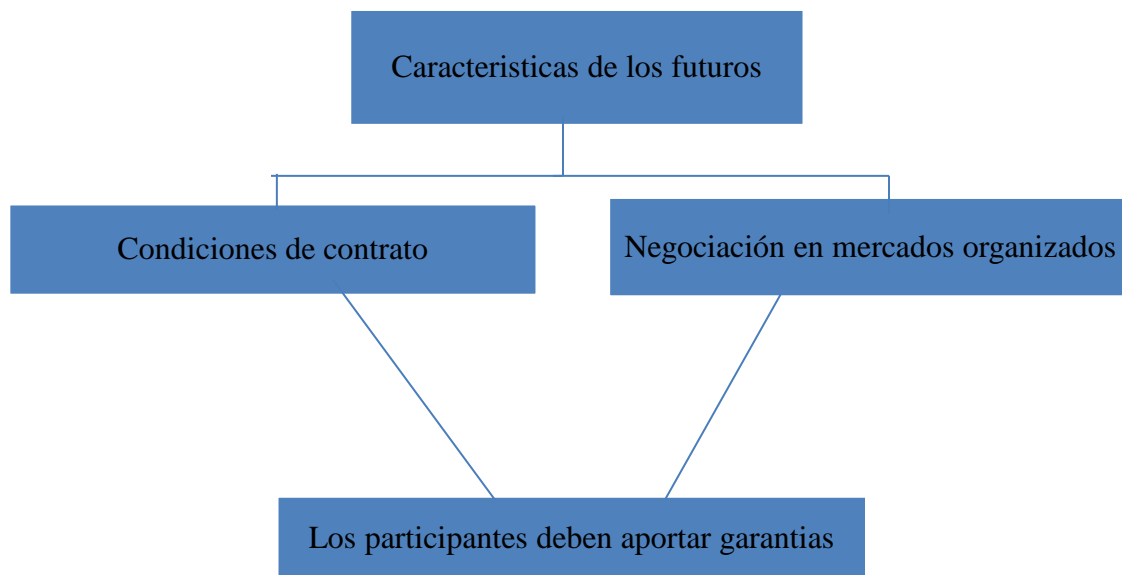 Caracteristicas de los futuros
Condiciones de contrato
Negociación en mercados organizados
Los participantes deben aportar garantias